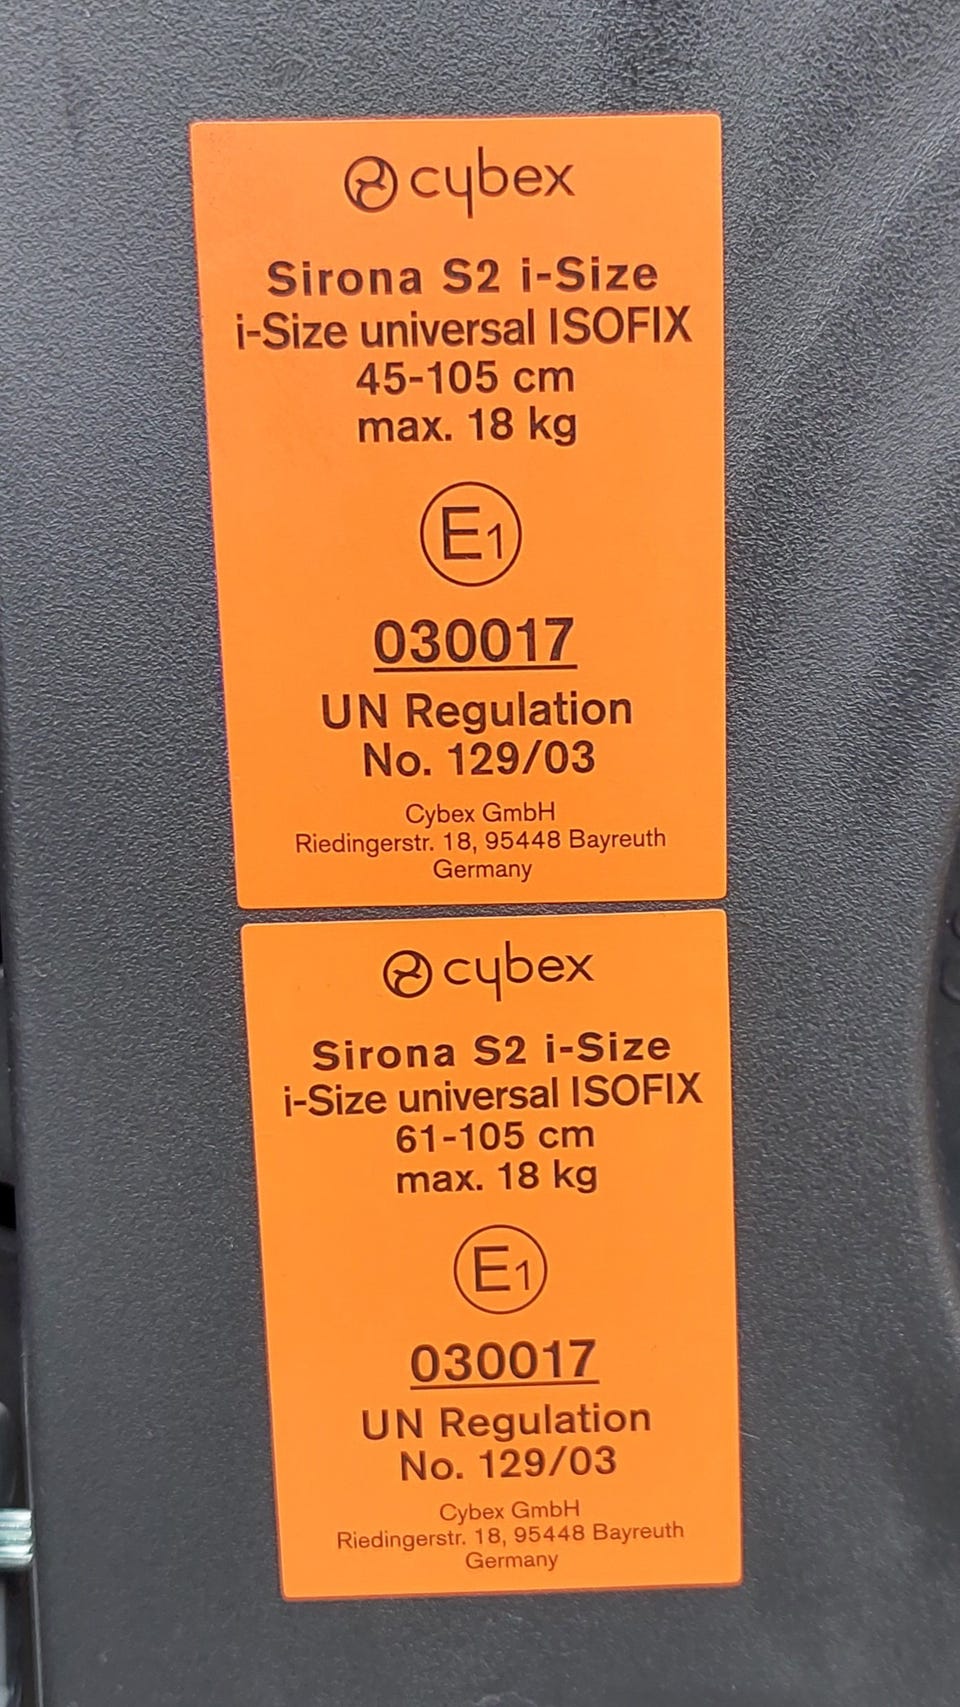 cybex
Sirona S2 i-Size
i-Size universal ISOFIX
45-105 cm
max. 18 kg
E1
030017
UN Regulation
No. 129/03
Cybex GmbH
Riedingerstr. 18, 95448 Bayreuth
Germany
cybex
Sirona S2 i-Size
i-Size universal ISOFIX
61-105 cm
max. 18 kg
E1
030017
UN Regulation
No. 129/03
Cybex GmbH
Riedingerstr. 18, 95448 Bayreuth
Germany